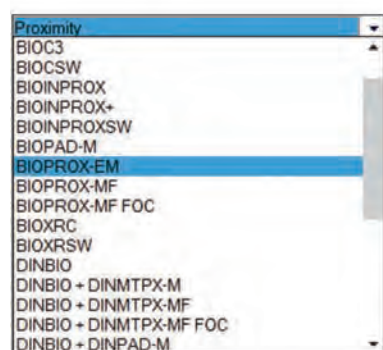 Proximity
BIOC3
BIOCSW
BIOINPROX
BIOINPROX+
BIOINPROXSW
BIOPAD-M
BIOPROX-EM
BIOPROX-MF
BIOPROX-MF FOC
BIOXRC
BIOXRSW
DINBIO
DINBIO + DINMTPX-M
DINBIO + DINMTPX-MF
DINBIO + DINMTPX-MF FOC
DINBIO + DINPAD-M